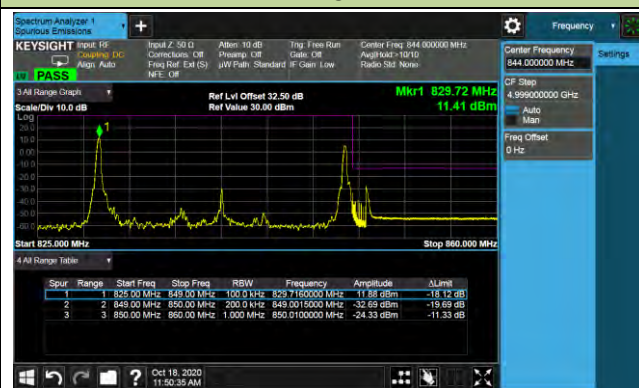 Spectrum Analyzer 1
Spurious Emissions
+
Frequency
KEYSIGHT
Input: RF
Coupling: DC
Align: Auto
Input Z: 50 Ω
Corrections: Off
Freq Ref: Ext (S)
NFE: Off
Atten: 10 dB
Preamp: Off
µW Path: Standard
Trig: Free Run
Gate: Off
IF Gain: Low
Center Freq: 844.000000 MHz
Avg|Hold:>10/10
Radio Std: None
PASS
Center Frequency
844.000000 MHz
Settings
CF Step
4.999000000 GHz
Auto
Man
Freq Offset
0 Hz
3 All Range Graph
Scale/Div 10.0 dB
Ref Lvl Offset 32.50 dB
Ref Value 30.00 dBm
Mkr1 829.72 MHz
11.41 dBm
Log
20.0
10.0
0.00
-10.0
-20.0
-30.0
-40.0
-50.0
-60.0
1
Start 825.000 MHz
Stop 860.000 MHz
4 All Range Table
Spur Range Start Freq Stop Freq RBW Frequency Amplitude ΔLimit
1 1 825.00 MHz 849.00 MHz 100.0 kHz 829.7160000 MHz 11.88 dBm -18.12 dB
2 2 849.00 MHz 850.00 MHz 200.0 kHz 849.0015000 MHz -32.69 dBm -19.69 dB
3 3 850.00 MHz 860.00 MHz 1.000 MHz 850.0100000 MHz -24.33 dBm -11.33 dB
?
Oct 18, 2020
11:50:35 AM